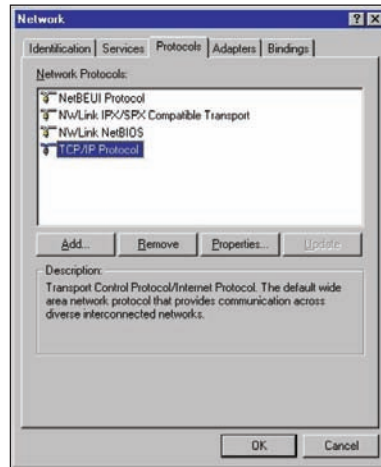 Network
Identification Services Protocols Adapters Bindings
Network Protocols:
NetBEUI Protocol
NWLink IPX/SPX Compatible Transport
NWLink NetBIOS
TCP/IP Protocol
Add... Remove Properties... Update
Description:
Transport Control Protocol/Internet Protocol. The default wide
area network protocol that provides communication across
diverse interconnected networks.
OK Cancel